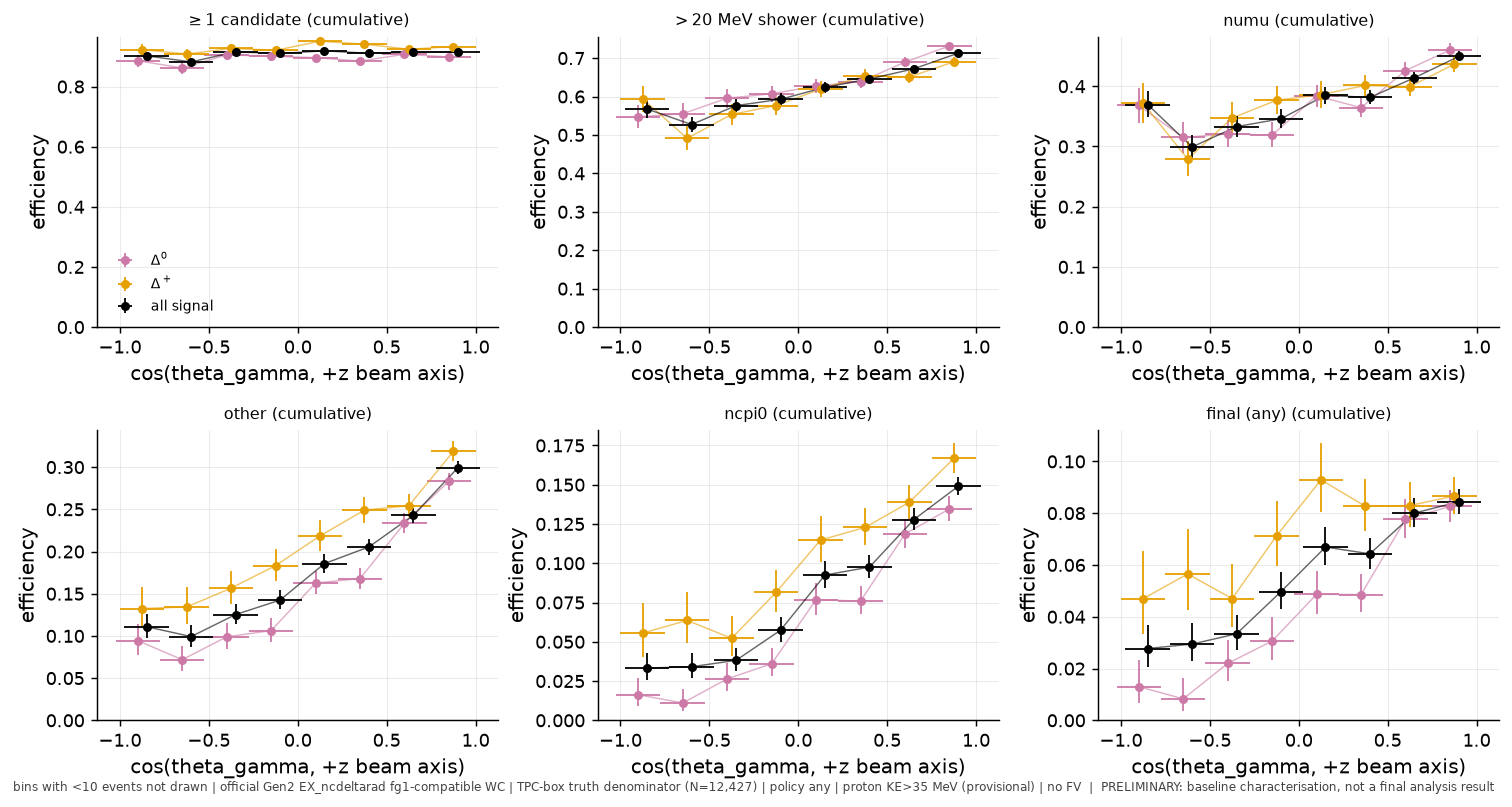 ≥ 1 candidate (cumulative)
efficiency
0.8
0.6
0.4
0.2
0.0
Δ⁰
Δ⁺
all signal
−1.0 −0.5 0.0 0.5 1.0
cos(theta_gamma, +z beam axis)
> 20 MeV shower (cumulative)
efficiency
0.7
0.6
0.5
0.4
0.3
0.2
0.1
0.0
−1.0 −0.5 0.0 0.5 1.0
cos(theta_gamma, +z beam axis)
numu (cumulative)
efficiency
0.4
0.3
0.2
0.1
0.0
−1.0 −0.5 0.0 0.5 1.0
cos(theta_gamma, +z beam axis)
other (cumulative)
efficiency
0.30
0.25
0.20
0.15
0.10
0.05
0.00
−1.0 −0.5 0.0 0.5 1.0
cos(theta_gamma, +z beam axis)
ncpi0 (cumulative)
efficiency
0.175
0.150
0.125
0.100
0.075
0.050
0.025
0.000
−1.0 −0.5 0.0 0.5 1.0
cos(theta_gamma, +z beam axis)
final (any) (cumulative)
efficiency
0.10
0.08
0.06
0.04
0.02
0.00
−1.0 −0.5 0.0 0.5 1.0
cos(theta_gamma, +z beam axis)
bins with <10 events not drawn | official Gen2 EX_ncdeltarad fg1-compatible WC | TPC-box truth denominator (N=12,427) | policy any | proton KE>35 MeV (provisional) | no FV | PRELIMINARY: baseline characterisation, not a final analysis result